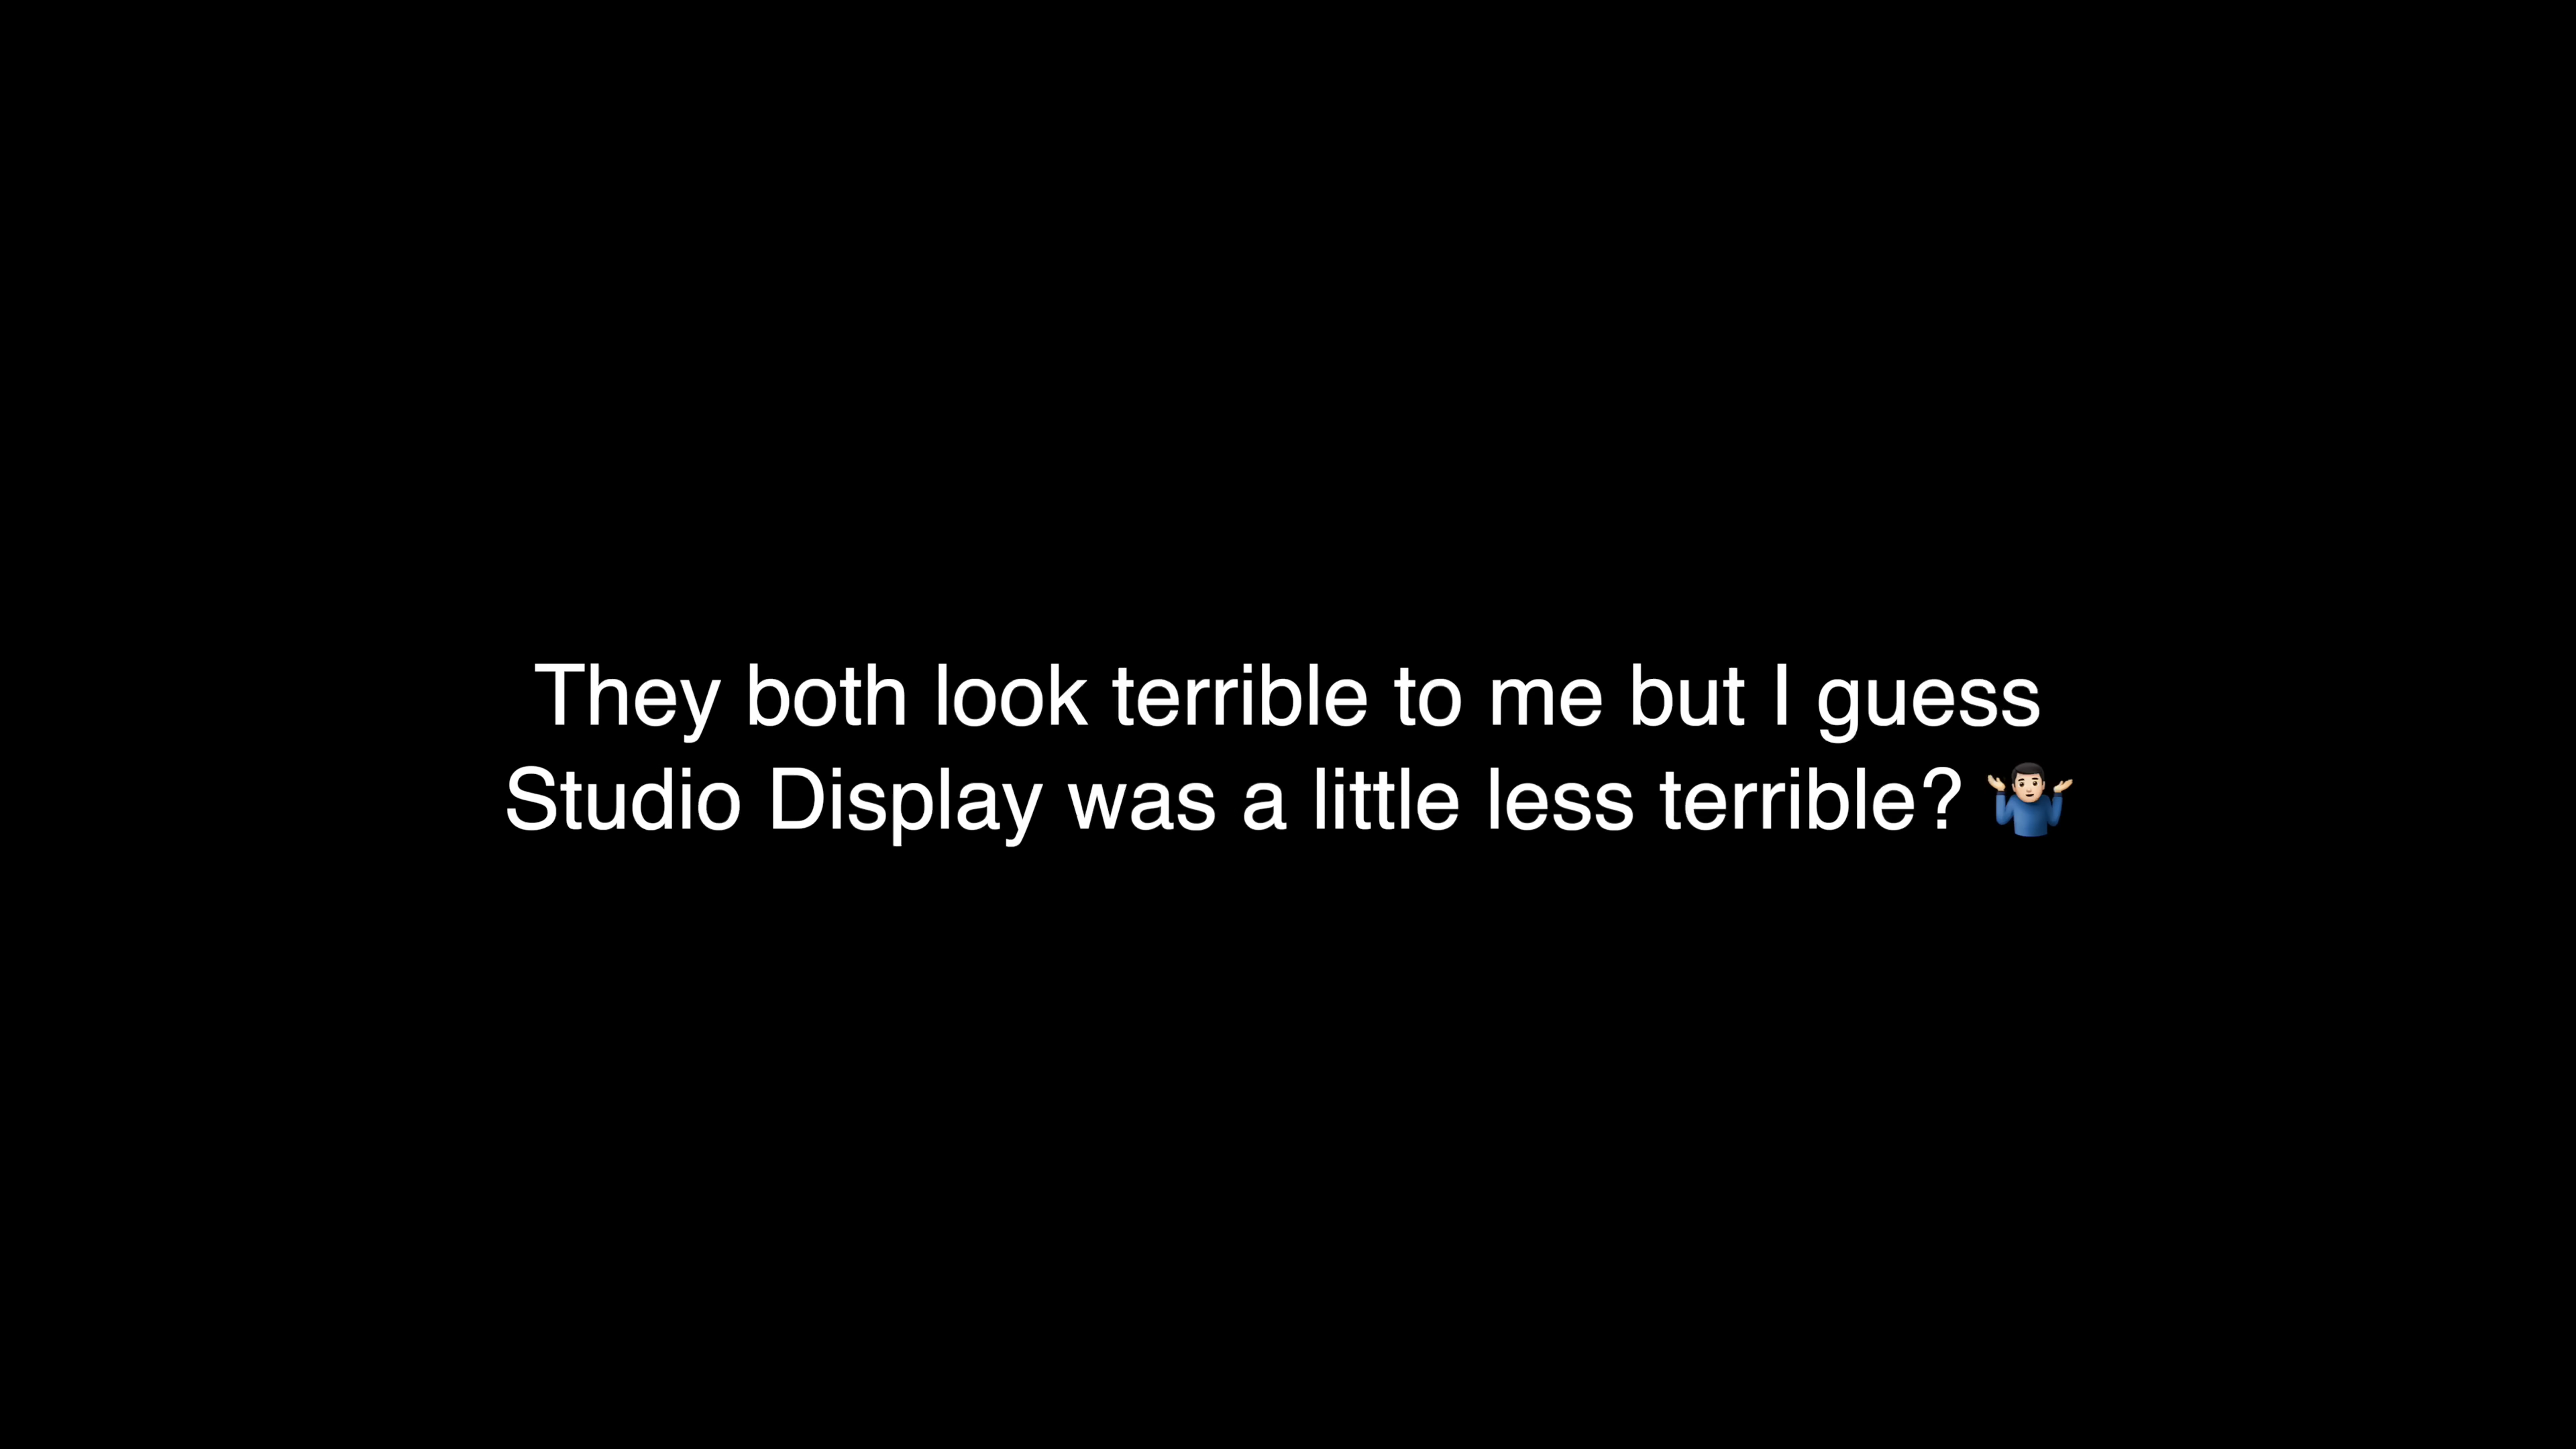 They both look terrible to me but I guess
Studio Display was a little less terrible? 🤷🏻‍♂️